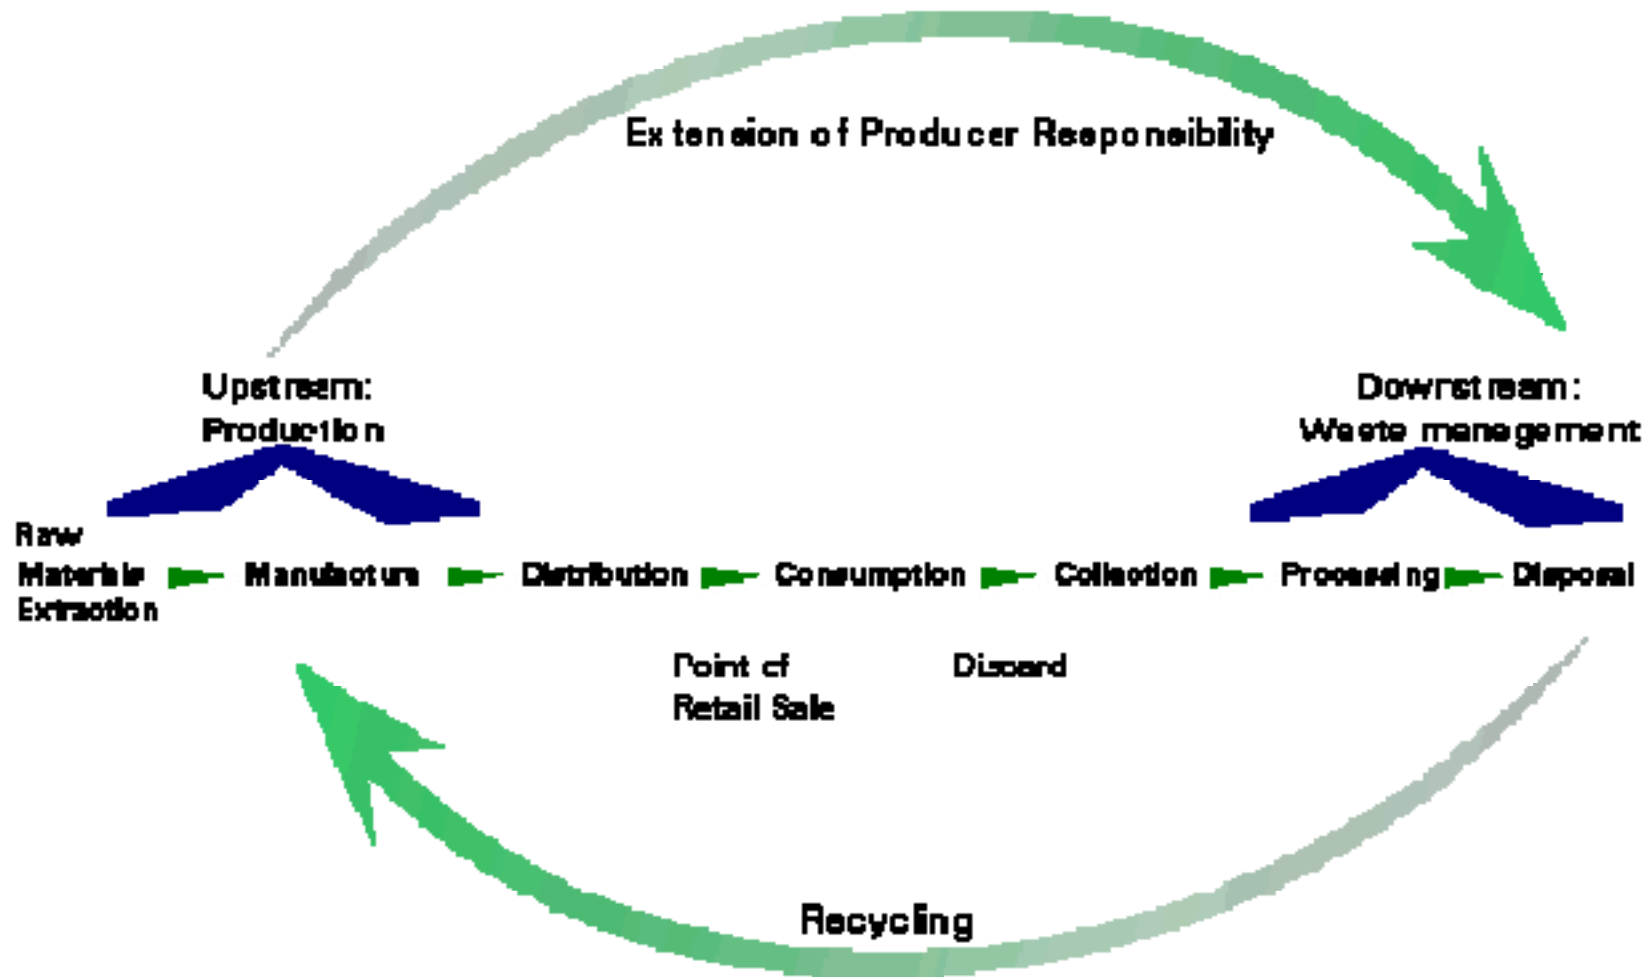 Extension of Producer Responsibility
Upstream:
Production
Downstream:
Waste management
Raw
Materials
Extraction
Manufacture
Distribution
Consumption
Collection
Processing
Disposal
Point of
Retail Sale
Discard
Recycling